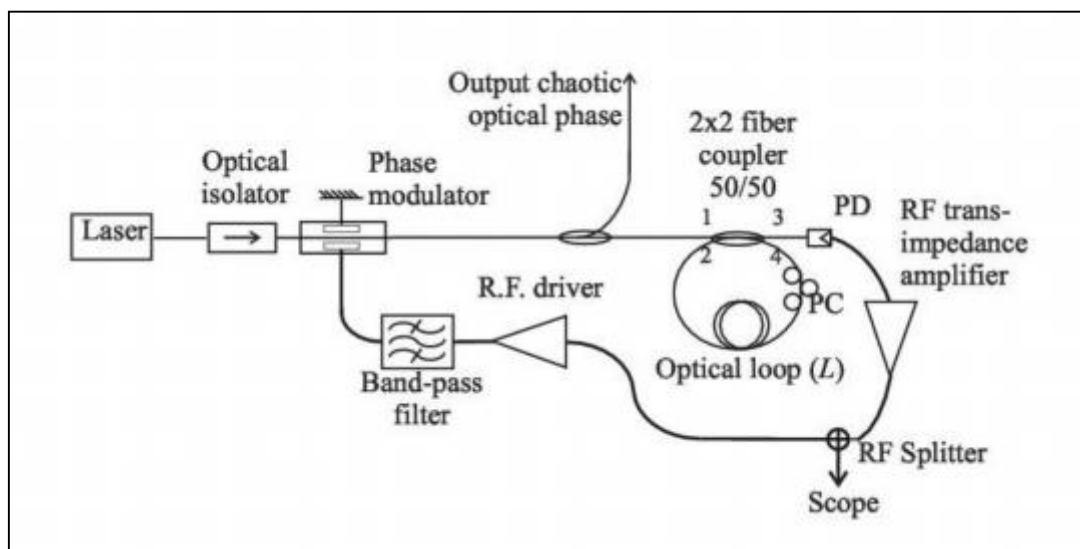 Output chaotic
optical phase
2x2 fiber
coupler
50/50
Optical
isolator
Phase
modulator
Laser
1
3
2
4
PD
RF trans-
impedance
amplifier
PC
R.F. driver
Optical loop (L)
Band-pass
filter
RF Splitter
Scope